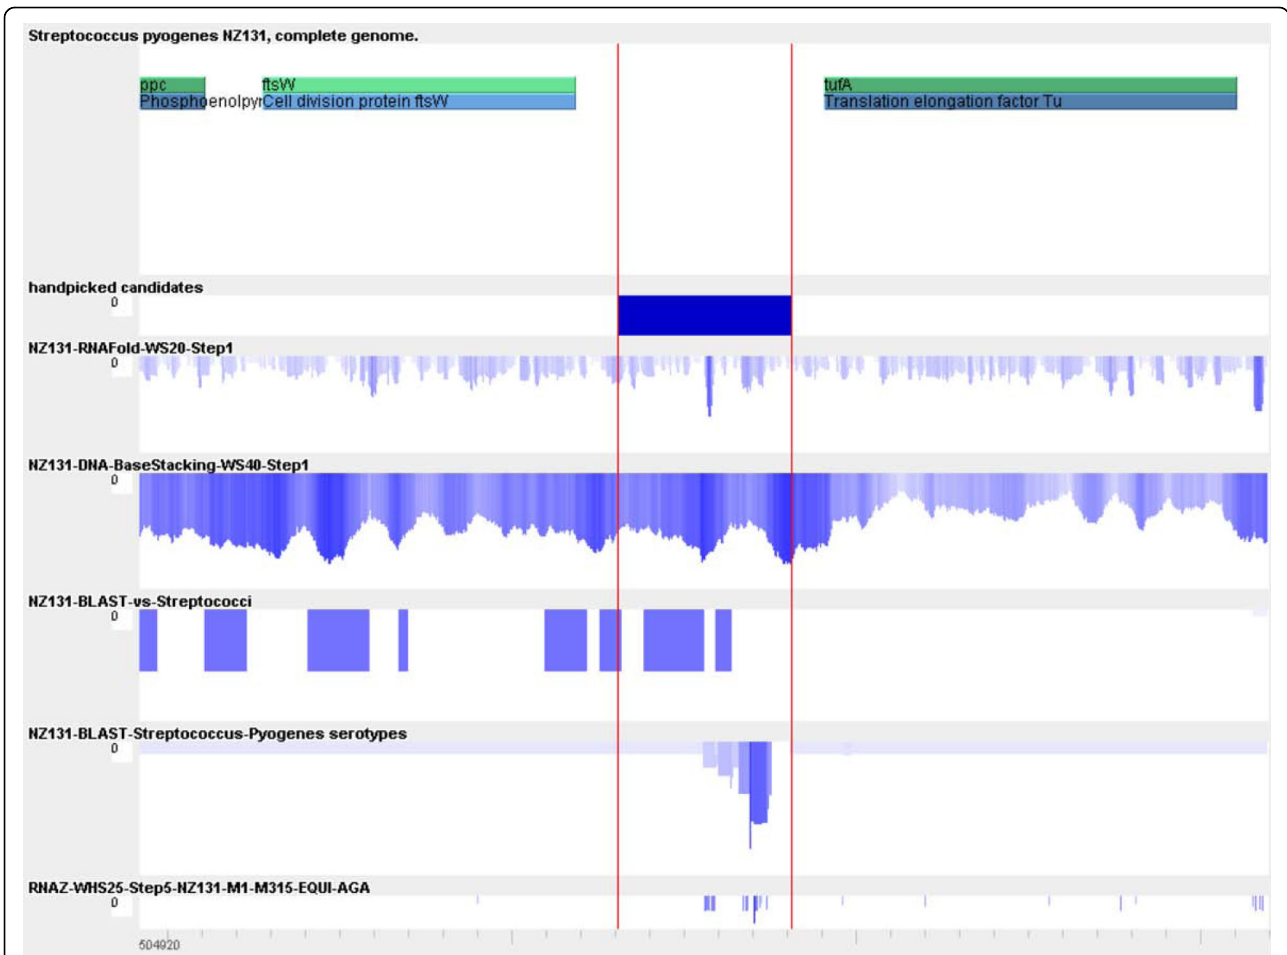 Streptococcus pyogenes NZ131, complete genome.
ppc
ftsW
tufA
Phosphoenolpyr
Cell division protein ftsW
Translation elongation factor Tu
handpicked candidates
0
NZ131-RNAFold-WS20-Step1
0
NZ131-DNA-BaseStacking-WS40-Step1
0
NZ131-BLAST-vs-Streptococci
0
NZ131-BLAST-Streptococcus-Pyogenes serotypes
0
RNAZ-WHS25-Step5-NZ131-M1-M315-EQUI-AGA
0
504920